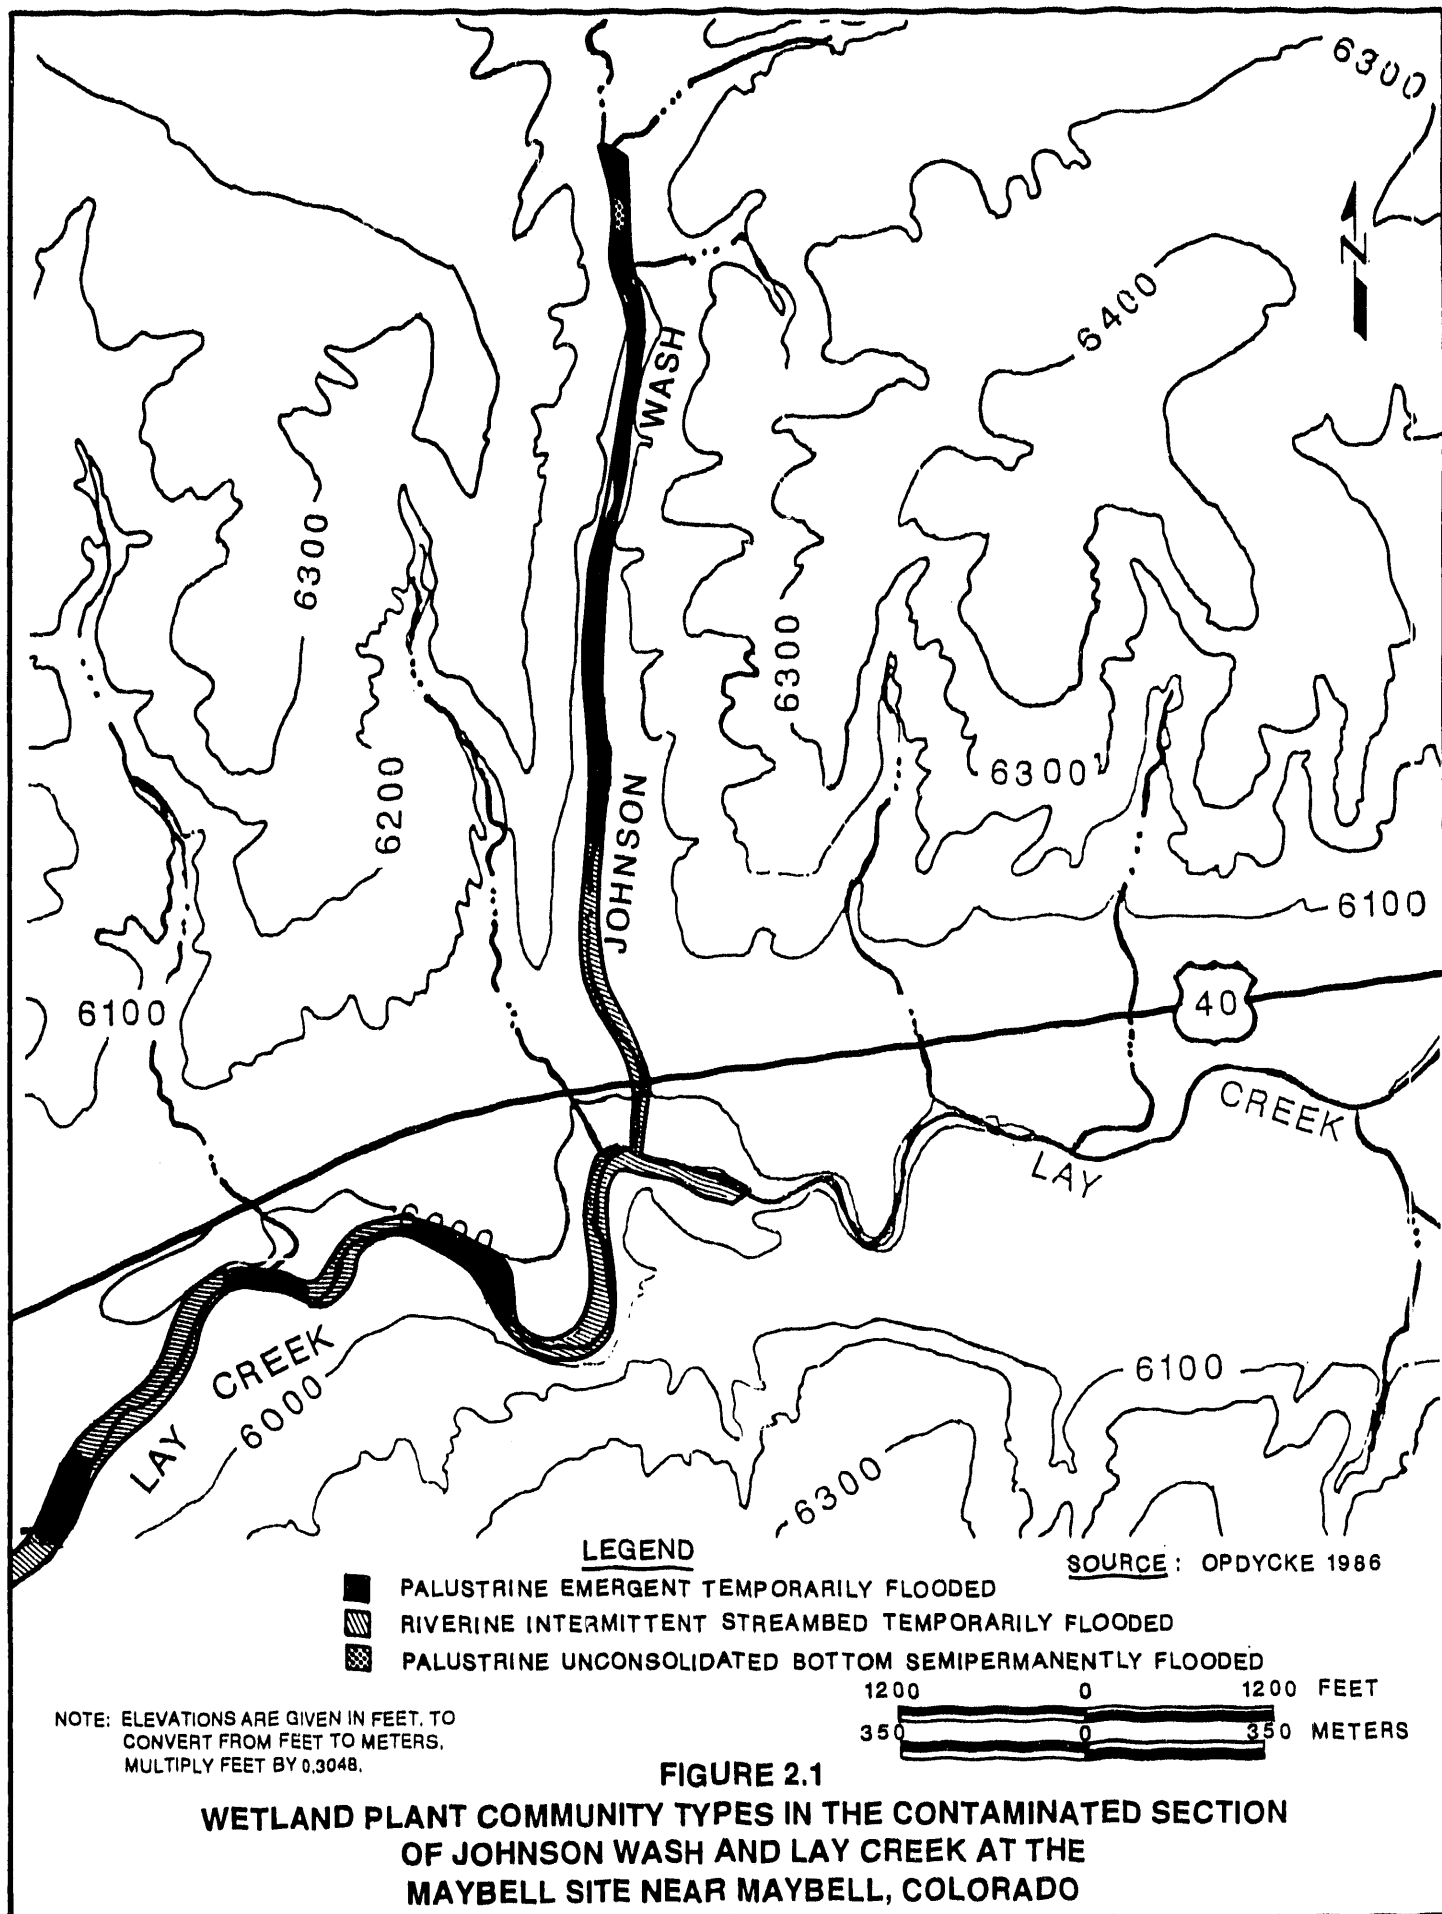 6300
N
6400
WASH
6300
6300
6200
6300
JOHNSON
6100
6100
40
CREEK
LAY
CREEK
LAY
6000
6100
6300
LEGEND
SOURCE: OPDYCKE 1986
PALUSTRINE EMERGENT TEMPORARILY FLOODED
RIVERINE INTERMITTENT STREAMBED TEMPORARILY FLOODED
PALUSTRINE UNCONSOLIDATED BOTTOM SEMIPERMANENTLY FLOODED
1200 0 1200 FEET
350 0 350 METERS
NOTE: ELEVATIONS ARE GIVEN IN FEET. TO
CONVERT FROM FEET TO METERS,
MULTIPLY FEET BY 0.3048.
FIGURE 2.1
WETLAND PLANT COMMUNITY TYPES IN THE CONTAMINATED SECTION
OF JOHNSON WASH AND LAY CREEK AT THE
MAYBELL SITE NEAR MAYBELL, COLORADO